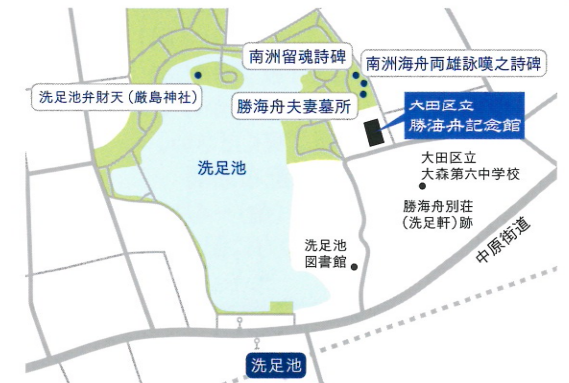 南洲留魂詩碑
南洲海舟両雄詠嘆之詩碑
洗足池弁財天（厳島神社）
勝海舟夫妻墓所
大田区立
勝海舟記念館
洗足池
大田区立
大森第六中学校
勝海舟別荘
（洗足軒）跡
中原街道
洗足池
図書館
洗足池